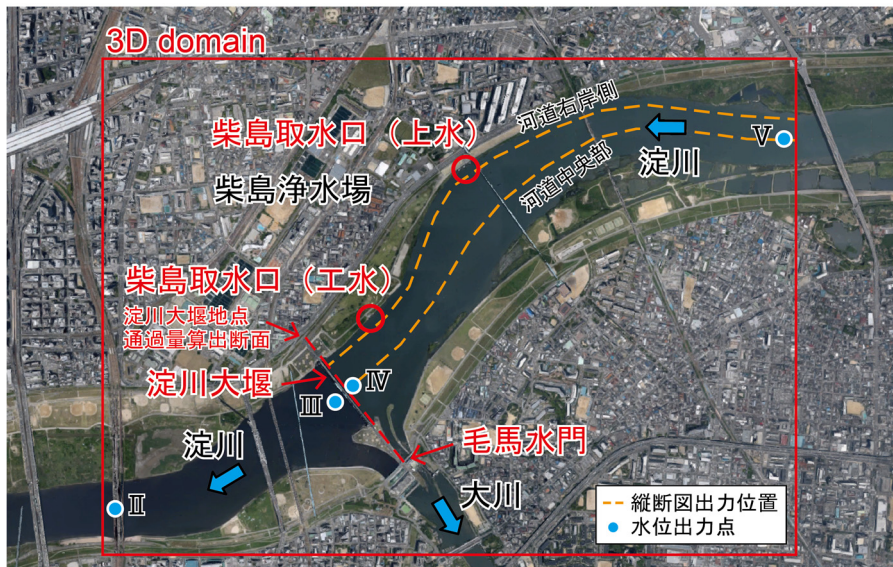 3D domain
柴島取水口（上水）
柴島浄水場
河道右岸側
河道中央部
淀川
Ⅴ
柴島取水口（工水）
淀川大堰地点
通過量算出断面
淀川大堰
Ⅳ
Ⅲ
毛馬水門
淀川
大川
Ⅱ
縦断図出力位置
水位出力点